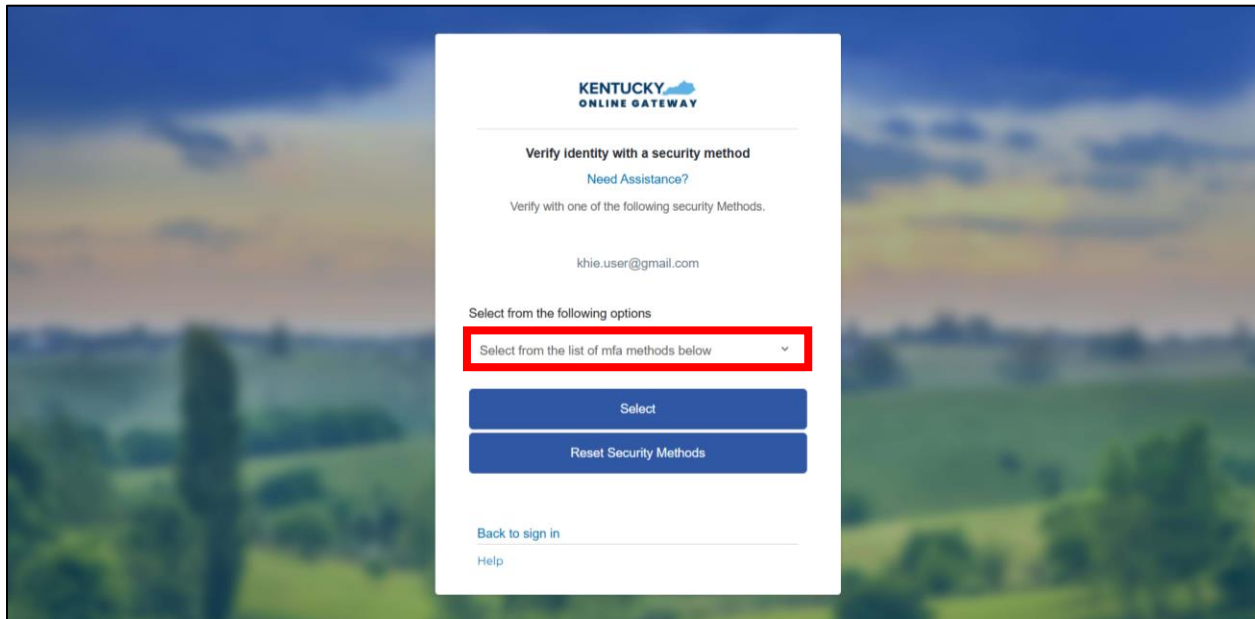 KENTUCKY
ONLINE GATEWAY
Verify identity with a security method
Need Assistance?
Verify with one of the following security Methods.
khie.user@gmail.com
Select from the following options
Select from the list of mfa methods below
Select
Reset Security Methods
Back to sign in
Help